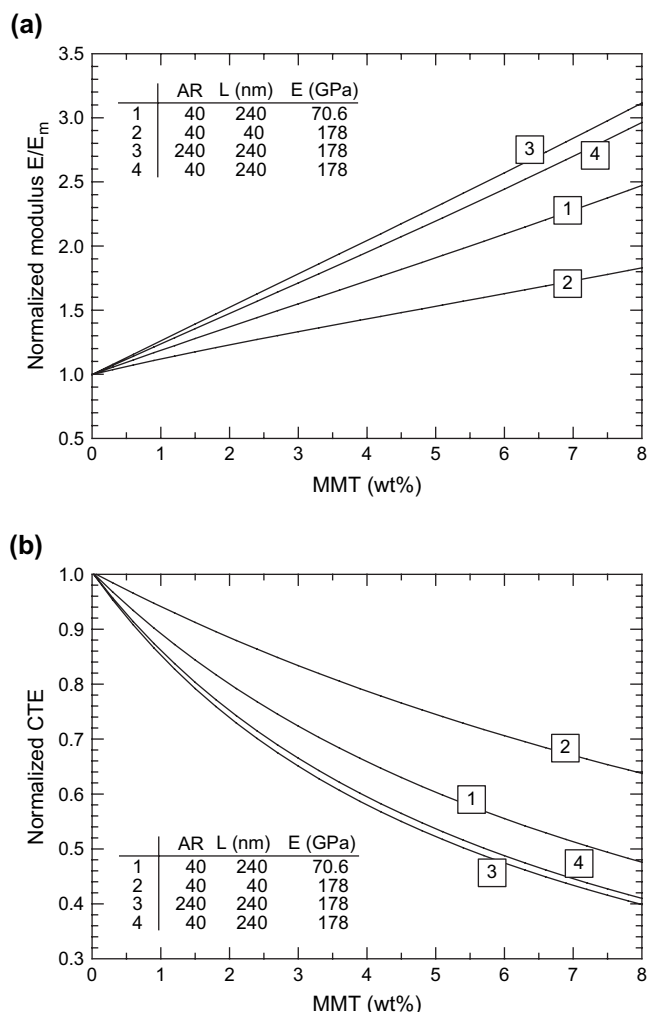 (a)
3.5
3.0
2.5
2.0
1.5
1.0
0.5
Normalized modulus E/Em
AR L (nm) E (GPa)
1 40 240 70.6
2 40 40 178
3 240 240 178
4 40 240 178
3
4
1
2
0 1 2 3 4 5 6 7 8
MMT (wt%)
(b)
1.0
0.9
0.8
0.7
0.6
0.5
0.4
0.3
Normalized CTE
2
1
4
3
AR L (nm) E (GPa)
1 40 240 70.6
2 40 40 178
3 240 240 178
4 40 240 178
0 1 2 3 4 5 6 7 8
MMT (wt%)